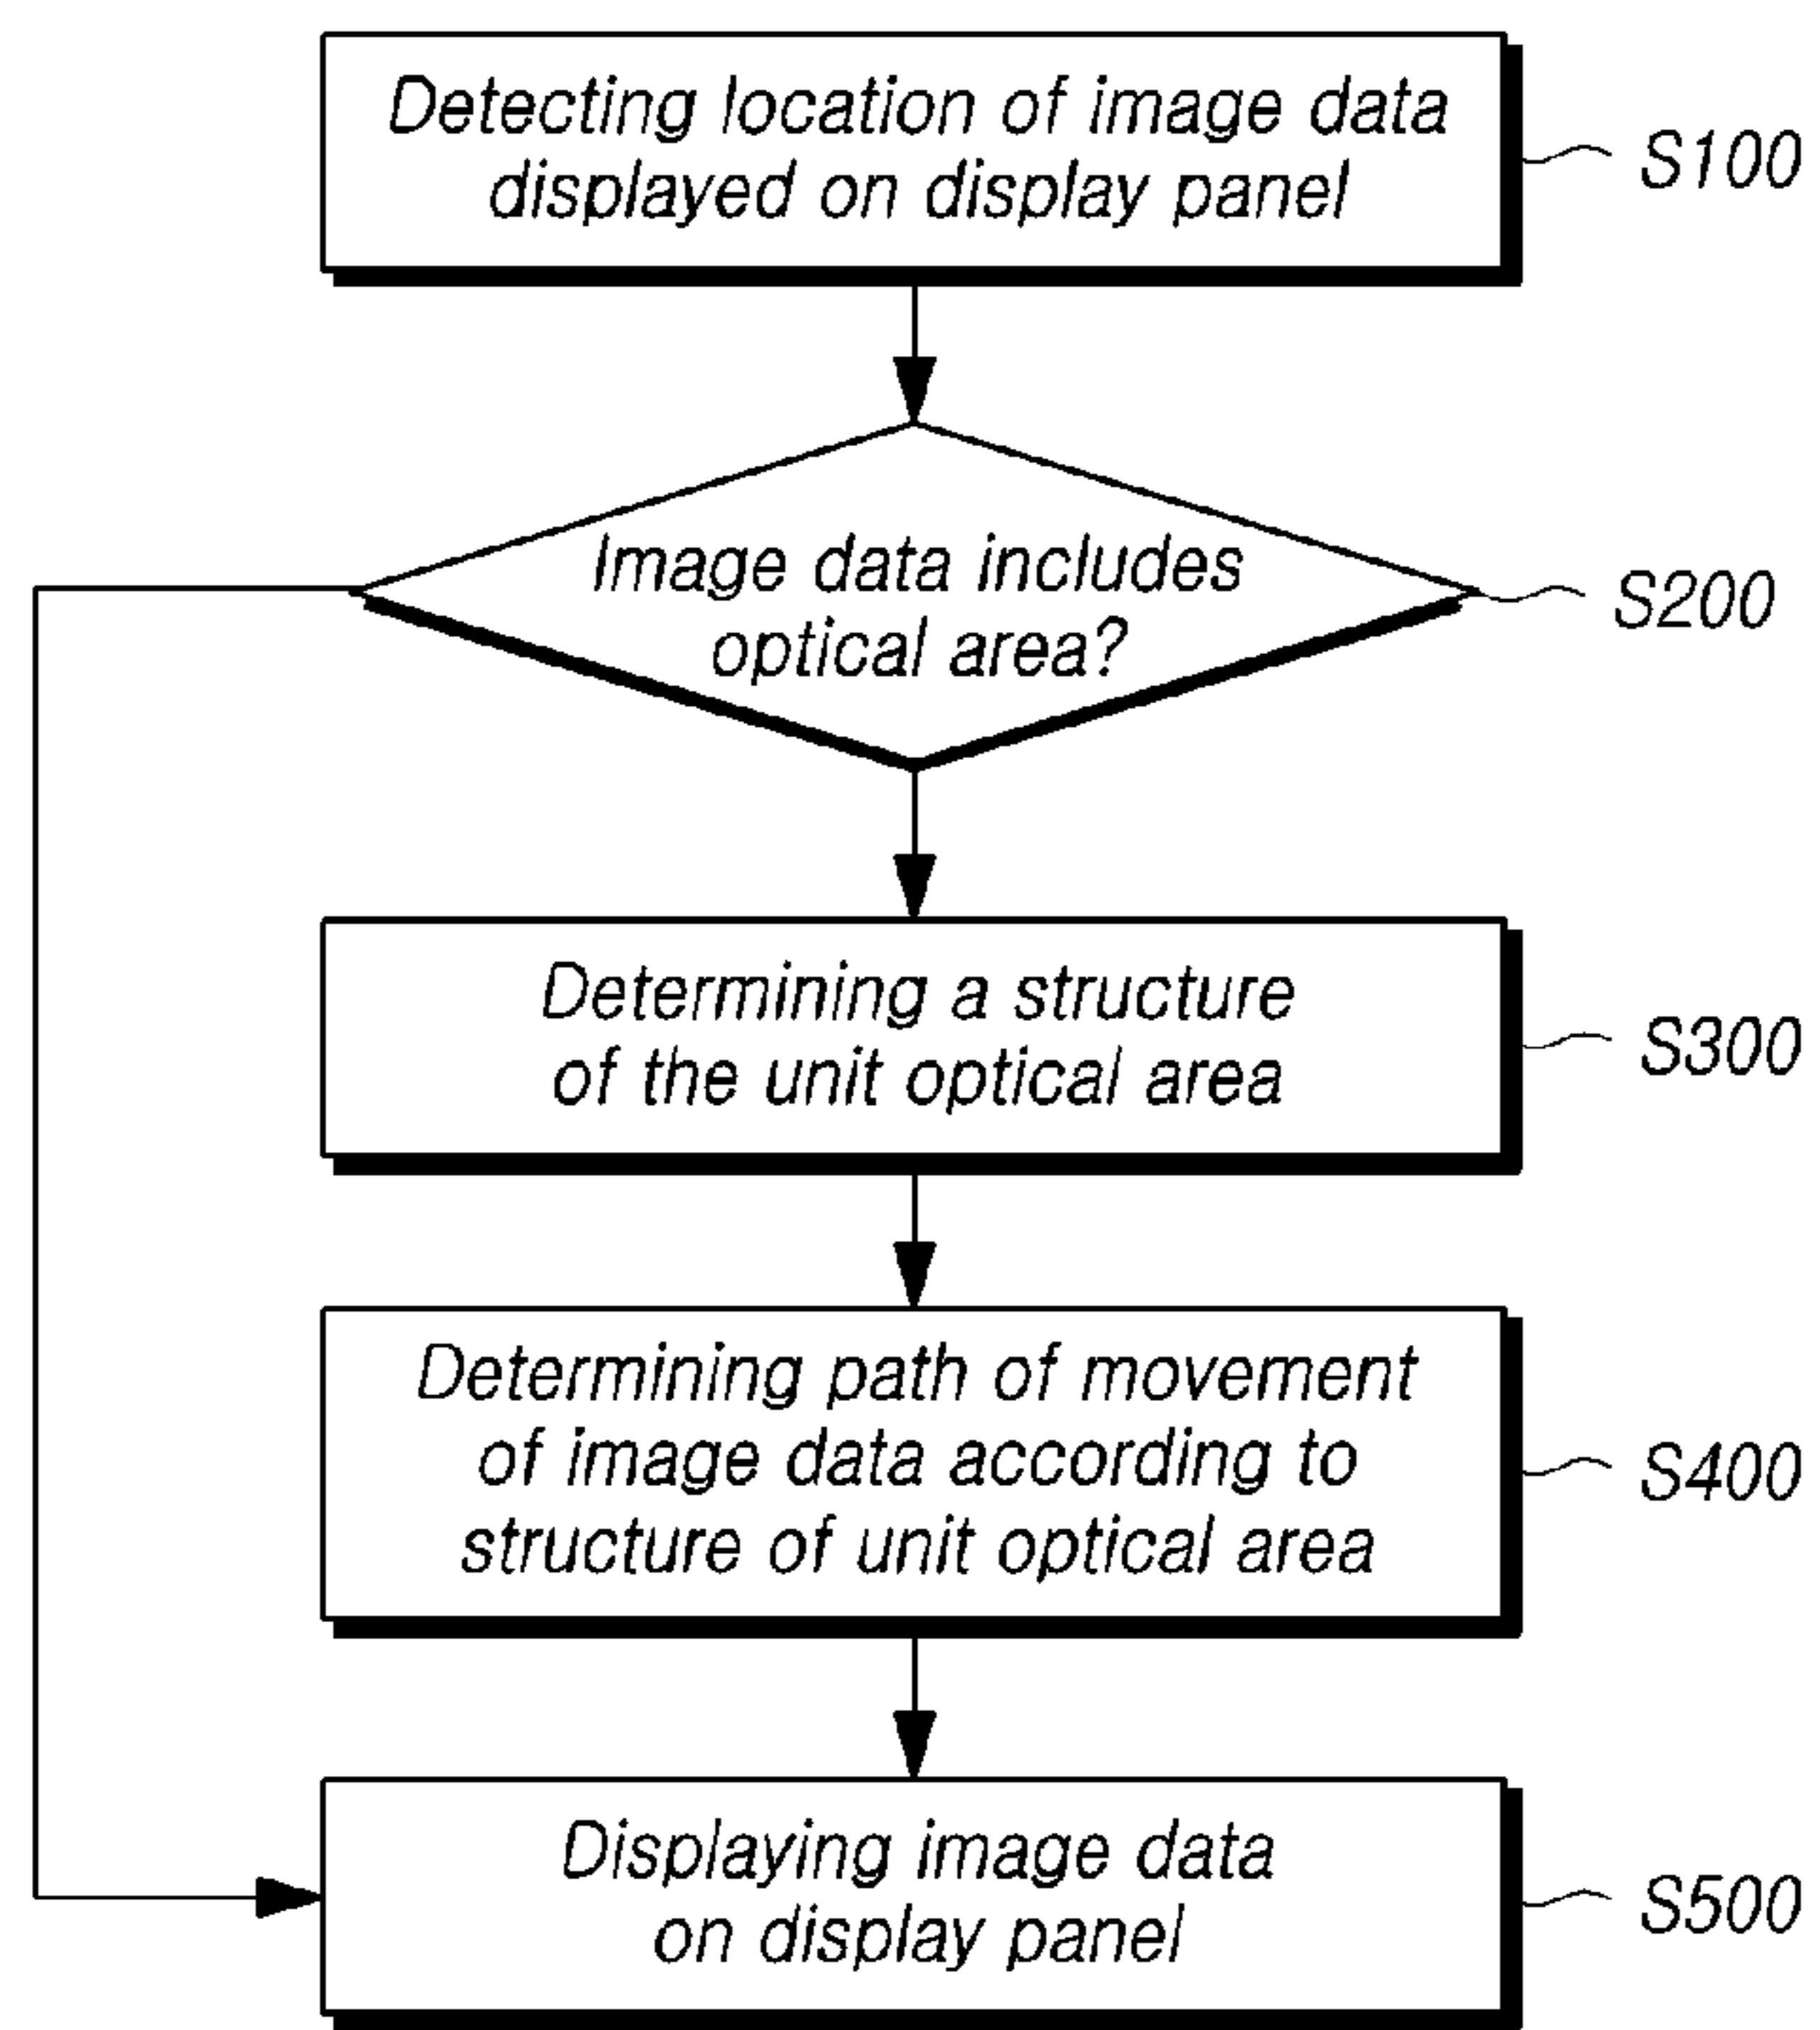 Detecting location of image data
displayed on display panel
S100
Image data includes
optical area?
S200
Determining a structure
of the unit optical area
S300
Determining path of movement
of image data according to
structure of unit optical area
S400
Displaying image data
on display panel
S500